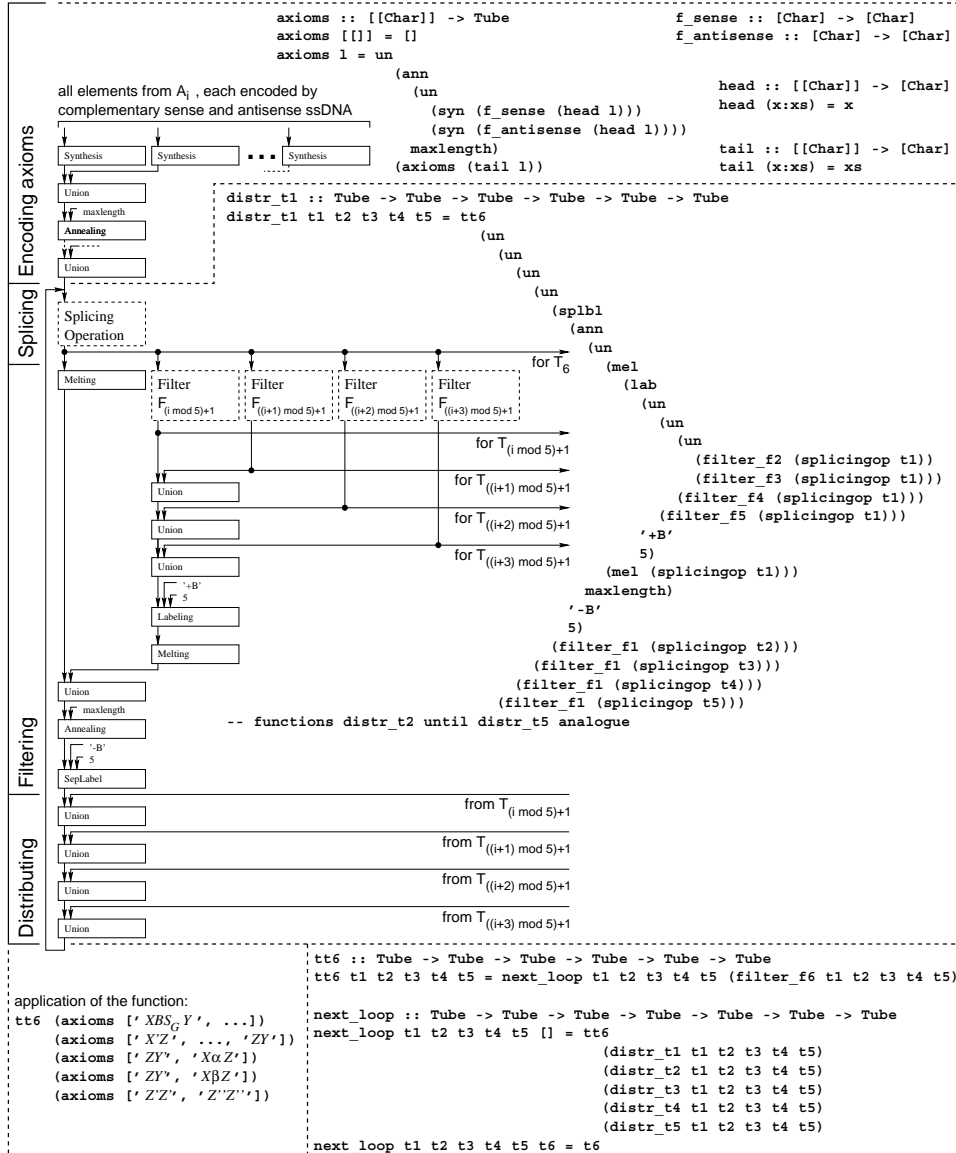 axioms :: [[Char]] -> Tube
axioms [[]] = []
axioms l = un
(ann
(un
(syn (f_sense (head l)))
(syn (f_antisense (head l))))
maxlength)
(axioms (tail l))
f_sense :: [Char] -> [Char]
f_antisense :: [Char] -> [Char]
head :: [[Char]] -> [Char]
head (x:xs) = x
tail :: [[Char]] -> [Char]
tail (x:xs) = xs
Encoding axioms
all elements from A_i , each encoded by
complementary sense and antisense ssDNA
Synthesis
Synthesis
...
Synthesis
Union
maxlength
Annealing
Union
distr_t1 :: Tube -> Tube -> Tube -> Tube -> Tube -> Tube
distr_t1 t1 t2 t3 t4 t5 = tt6
(un
(un
(un
(un
(splbl
(ann
(un
(mel
(lab
(un
(un
(un
(filter_f2 (splicingop t1))
(filter_f3 (splicingop t1)))
(filter_f4 (splicingop t1)))
(filter_f5 (splicingop t1)))
'+B'
5)
(mel (splicingop t1)))
maxlength)
'-B'
5)
(filter_f1 (splicingop t2)))
(filter_f1 (splicingop t3)))
(filter_f1 (splicingop t4)))
(filter_f1 (splicingop t5)))
-- functions distr_t2 until distr_t5 analogue
Splicing
Splicing
Operation
for T_6
Filtering
Melting
Filter
F_(i mod 5)+1
Filter
F_((i+1) mod 5)+1
Filter
F_((i+2) mod 5)+1
Filter
F_((i+3) mod 5)+1
for T_(i mod 5)+1
for T_((i+1) mod 5)+1
Union
for T_((i+2) mod 5)+1
Union
for T_((i+3) mod 5)+1
Union
'+B'
5
Labeling
Melting
Union
maxlength
Annealing
'-B'
5
SepLabel
Distributing
from T_(i mod 5)+1
Union
from T_((i+1) mod 5)+1
Union
from T_((i+2) mod 5)+1
Union
from T_((i+3) mod 5)+1
Union
application of the function:
tt6 (axioms ['XBS_G Y', ...])
(axioms ['X'Z', ..., 'ZY'])
(axioms ['ZY'', 'XαZ'])
(axioms ['ZY'', 'XβZ'])
(axioms ['Z'Z'', 'Z''Z'''])
tt6 :: Tube -> Tube -> Tube -> Tube -> Tube -> Tube
tt6 t1 t2 t3 t4 t5 = next_loop t1 t2 t3 t4 t5 (filter_f6 t1 t2 t3 t4 t5)
next_loop :: Tube -> Tube -> Tube -> Tube -> Tube -> Tube -> Tube
next_loop t1 t2 t3 t4 t5 [] = tt6
(distr_t1 t1 t2 t3 t4 t5)
(distr_t2 t1 t2 t3 t4 t5)
(distr_t3 t1 t2 t3 t4 t5)
(distr_t4 t1 t2 t3 t4 t5)
(distr_t5 t1 t2 t3 t4 t5)
next_loop t1 t2 t3 t4 t5 t6 = t6